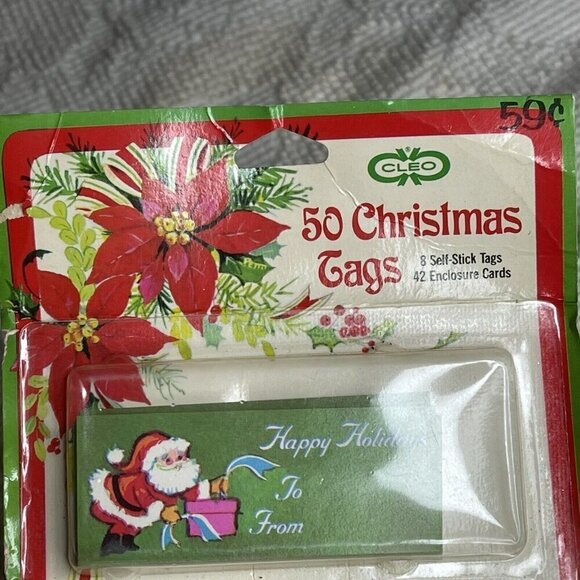 59¢
CLEO
50 Christmas
Tags
8 Self-Stick Tags
42 Enclosure Cards
Happy Holidays
To
From